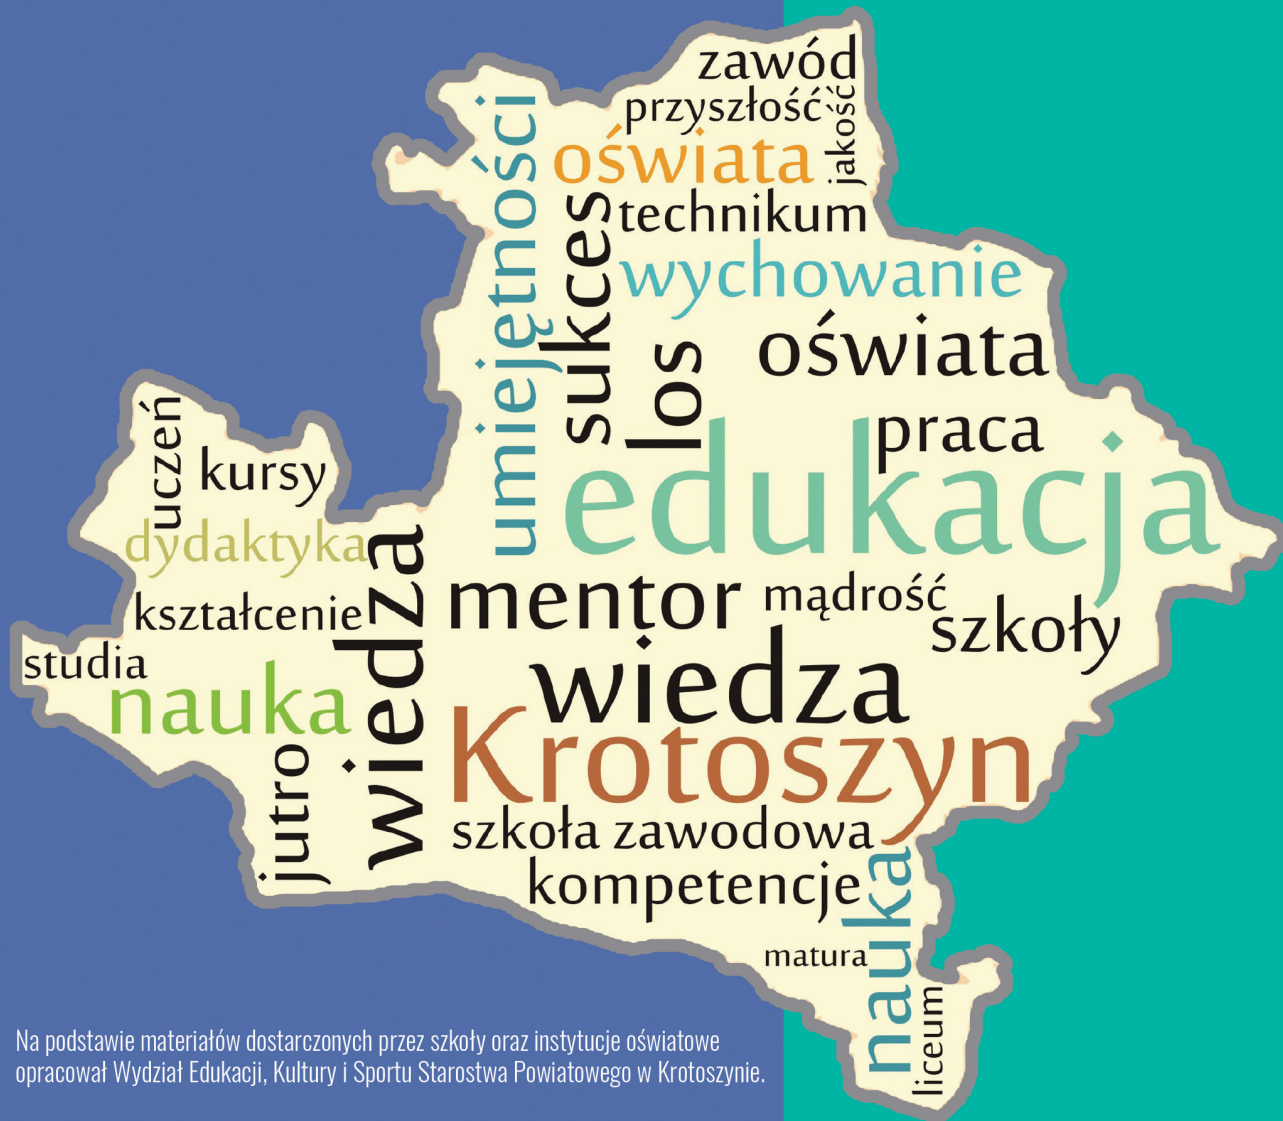 zawód
przyszłość
jakość
oświata
umiejętności
sukces
technikum
wychowanie
los
oświata
praca
uczeń
kursy
edukacja
dydaktyka
wiedza
mentor
mądrość
kształcenie
szkoły
studia
wiedza
nauka
Krotoszyn
jutro
szkoła zawodowa
kompetencje
nauka
matura
liceum
Na podstawie materiałów dostarczonych przez szkoły oraz instytucje oświatowe
opracował Wydział Edukacji, Kultury i Sportu Starostwa Powiatowego w Krotoszynie.